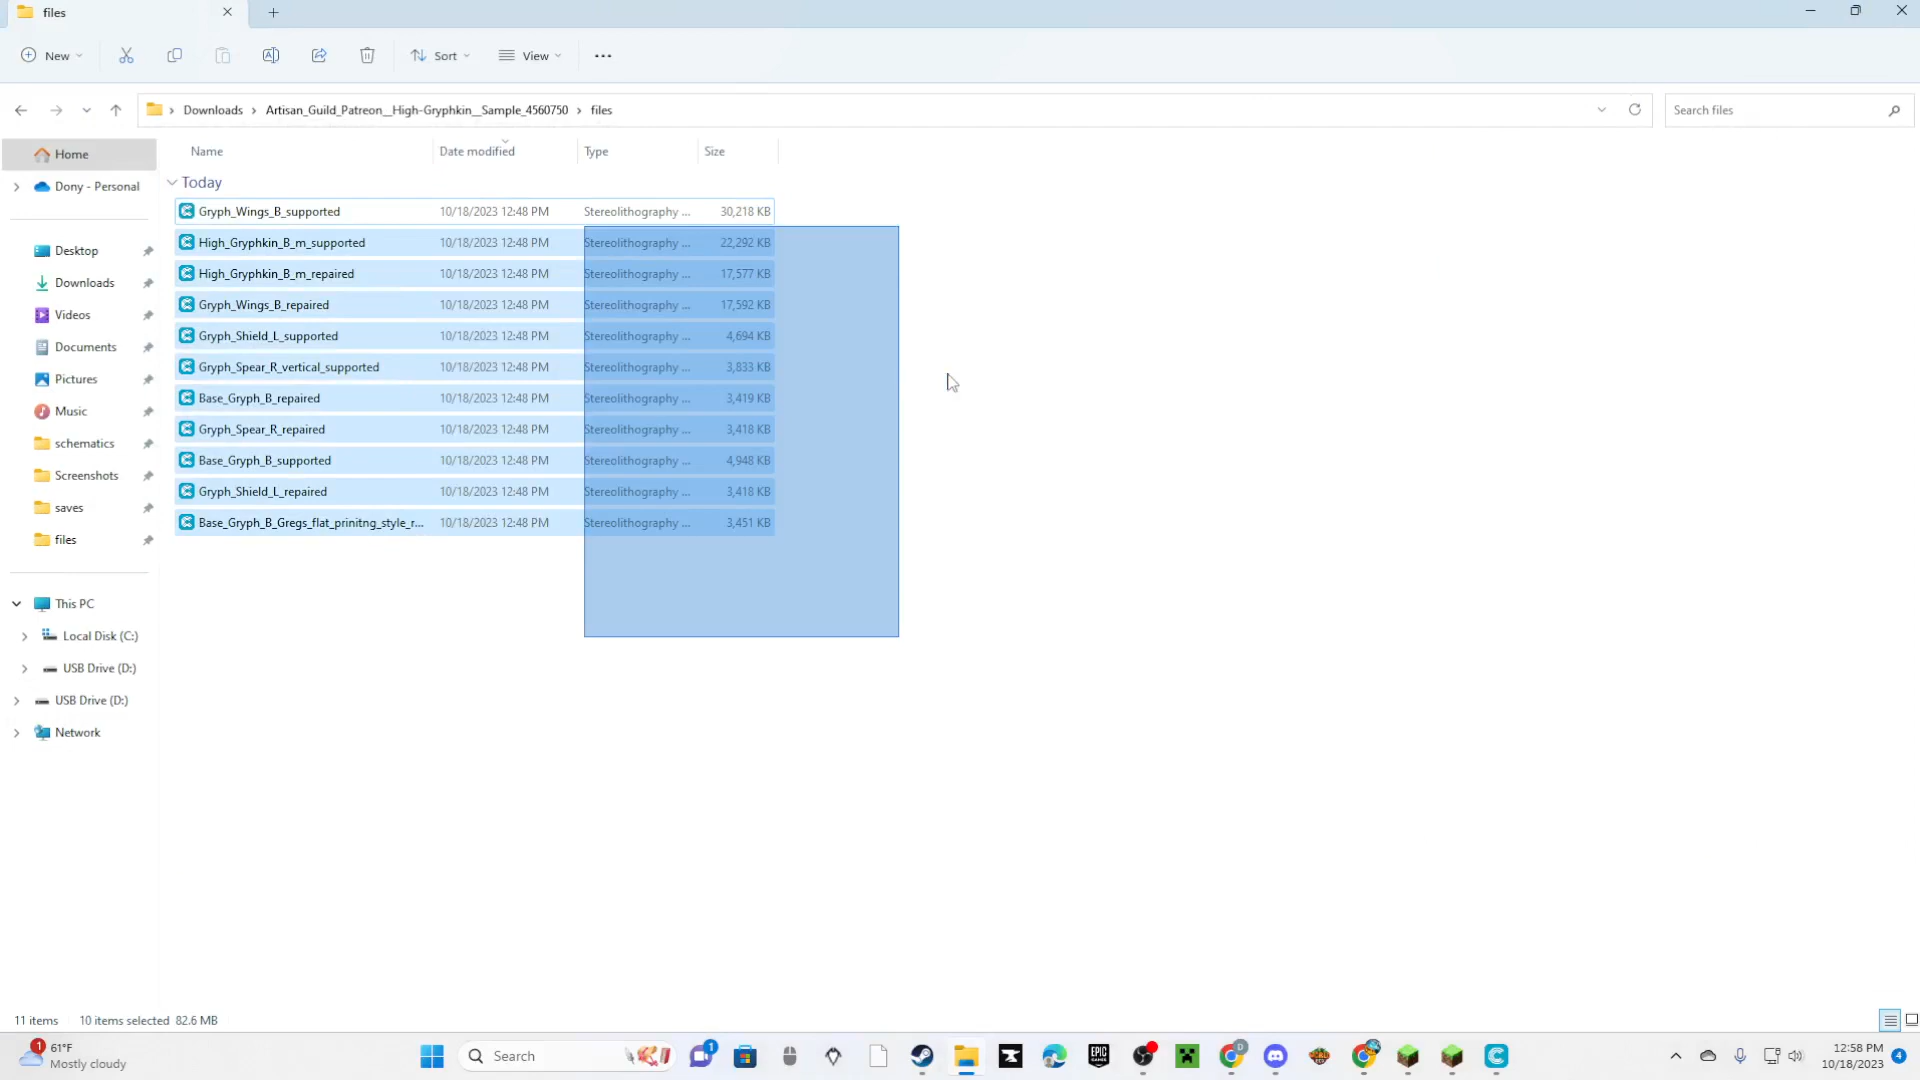 files
New
Sort
View
Downloads
Artisan_Guild_Patreon__High-Gryphkin__Sample_4560750
files
Search files
Name
Date modified
Type
Size
Home
Dony - Personal
Desktop
Downloads
Videos
Documents
Pictures
Music
schematics
Screenshots
saves
files
This PC
Local Disk (C:)
USB Drive (D:)
USB Drive (D:)
Network
Today
Gryph_Wings_B_supported 10/18/2023 12:48 PM Stereolithography ... 30,218 KB
High_Gryphkin_B_m_supported 10/18/2023 12:48 PM Stereolithography ... 22,292 KB
High_Gryphkin_B_m_repaired 10/18/2023 12:48 PM Stereolithography ... 17,577 KB
Gryph_Wings_B_repaired 10/18/2023 12:48 PM Stereolithography ... 17,592 KB
Gryph_Shield_L_supported 10/18/2023 12:48 PM Stereolithography ... 4,694 KB
Gryph_Spear_R_vertical_supported 10/18/2023 12:48 PM Stereolithography ... 3,833 KB
Base_Gryph_B_repaired 10/18/2023 12:48 PM Stereolithography ... 3,419 KB
Gryph_Spear_R_repaired 10/18/2023 12:48 PM Stereolithography ... 3,418 KB
Base_Gryph_B_supported 10/18/2023 12:48 PM Stereolithography ... 4,948 KB
Gryph_Shield_L_repaired 10/18/2023 12:48 PM Stereolithography ... 3,418 KB
Base_Gryph_B_Gregs_flat_prinitng_style_r... 10/18/2023 12:48 PM Stereolithography ... 3,451 KB
11 items 10 items selected 82.6 MB
1
61°F
Mostly cloudy
Search
1
EPIC GAMES
D
12:58 PM
10/18/2023
4